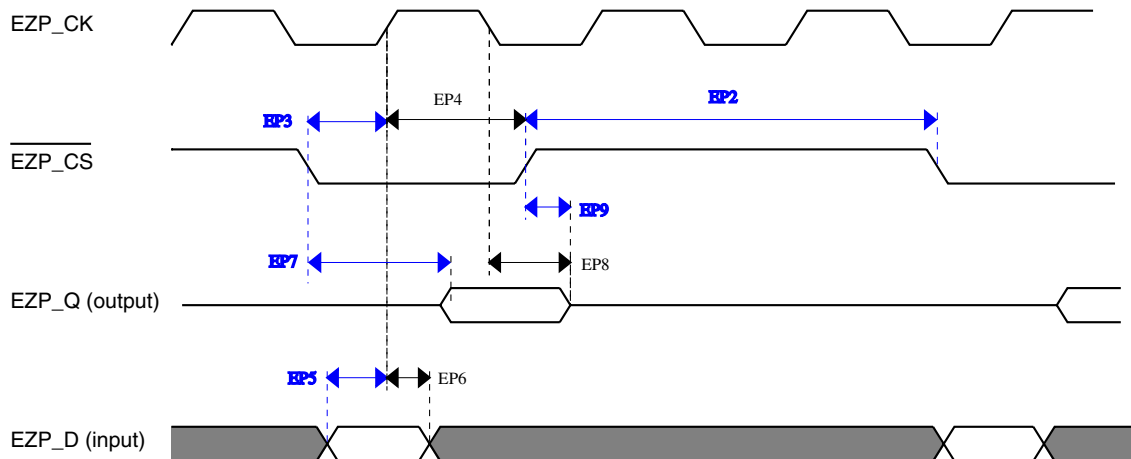 EZP_CK
EP4
EP2
EP3
EZP_CS
EP9
EP7
EP8
EZP_Q (output)
EP5
EP6
EZP_D (input)